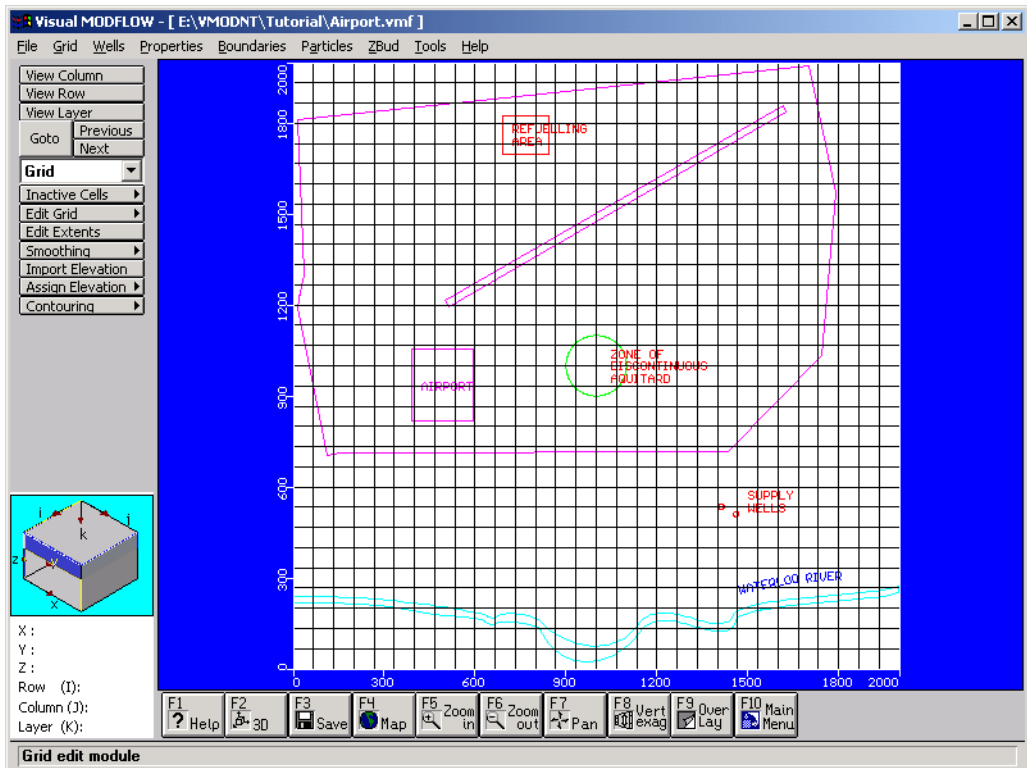 Visual MODFLOW - [ E:\VMODNT\Tutorial\Airport.vmf ]
File Grid Wells Properties Boundaries Particles ZBud Tools Help
View Column
View Row
View Layer
Goto
Previous
Next
Grid
Inactive Cells
Edit Grid
Edit Extents
Smoothing
Import Elevation
Assign Elevation
Contouring
i
j
k
z
y
x
X :
Y :
Z :
Row (I):
Column (J):
Layer (K):
2000
1800
1500
1200
900
600
300
0
REFUELLING
AREA
AIRPORT
ZONE OF
DISCONTINUOUS
AQUITARD
SUPPLY
WELLS
WATERLOO RIVER
0 300 600 900 1200 1500 1800 2000
F1 ? Help
F2 3D
F3 Save
F4 Map
F5 Zoom in
F6 Zoom out
F7 Pan
F8 Vert exag
F9 Over Lay
F10 Main Menu
Grid edit module